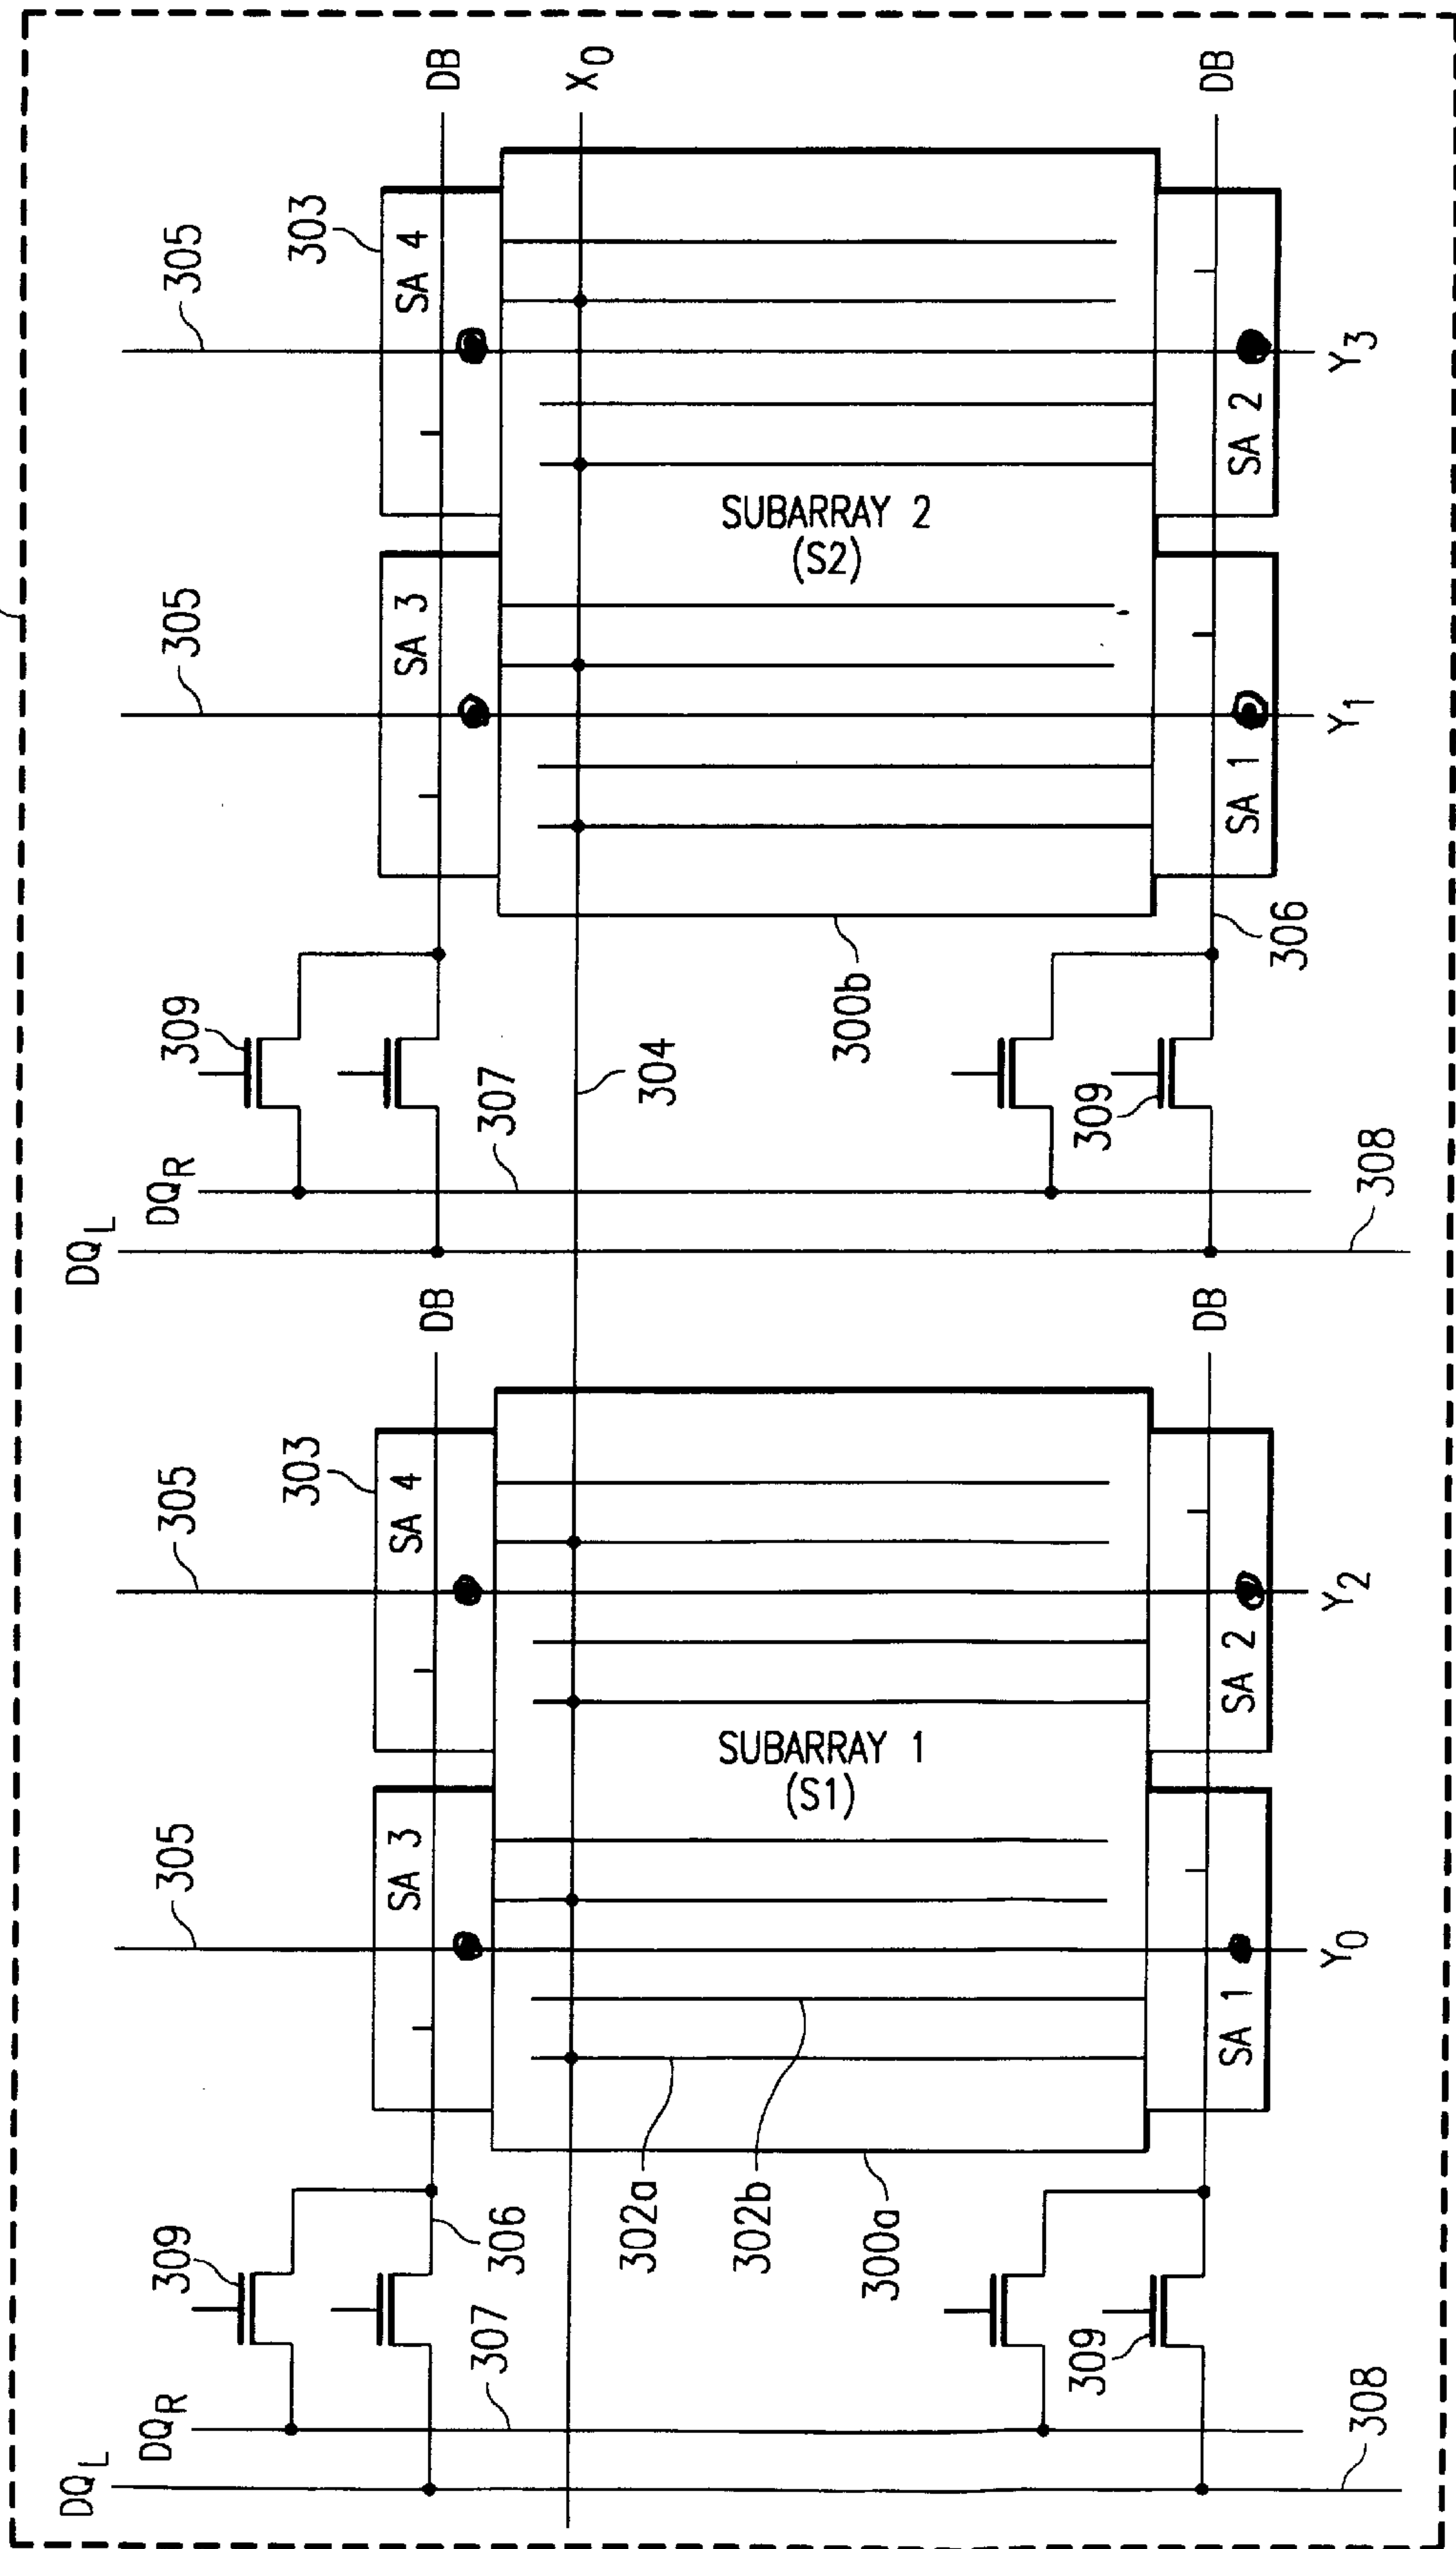 DQL
DQR
309
307
306
302a
302b
300a
309
308
305
303
305
SA 3
SA 4
DB
SUBARRAY 1
(S1)
SA 1
SA 2
DB
Y0
Y2
DQL
DQR
309
307
304
300b
309
306
308
305
305
303
SA 3
SA 4
DB
X0
SUBARRAY 2
(S2)
SA 1
SA 2
DB
Y1
Y3